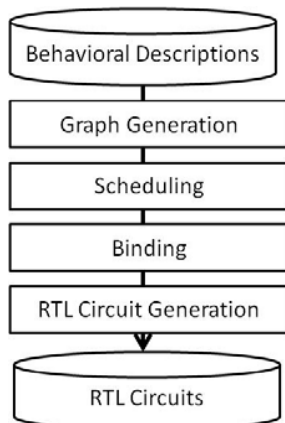 Behavioral Descriptions
Graph Generation
Scheduling
Binding
RTL Circuit Generation
RTL Circuits